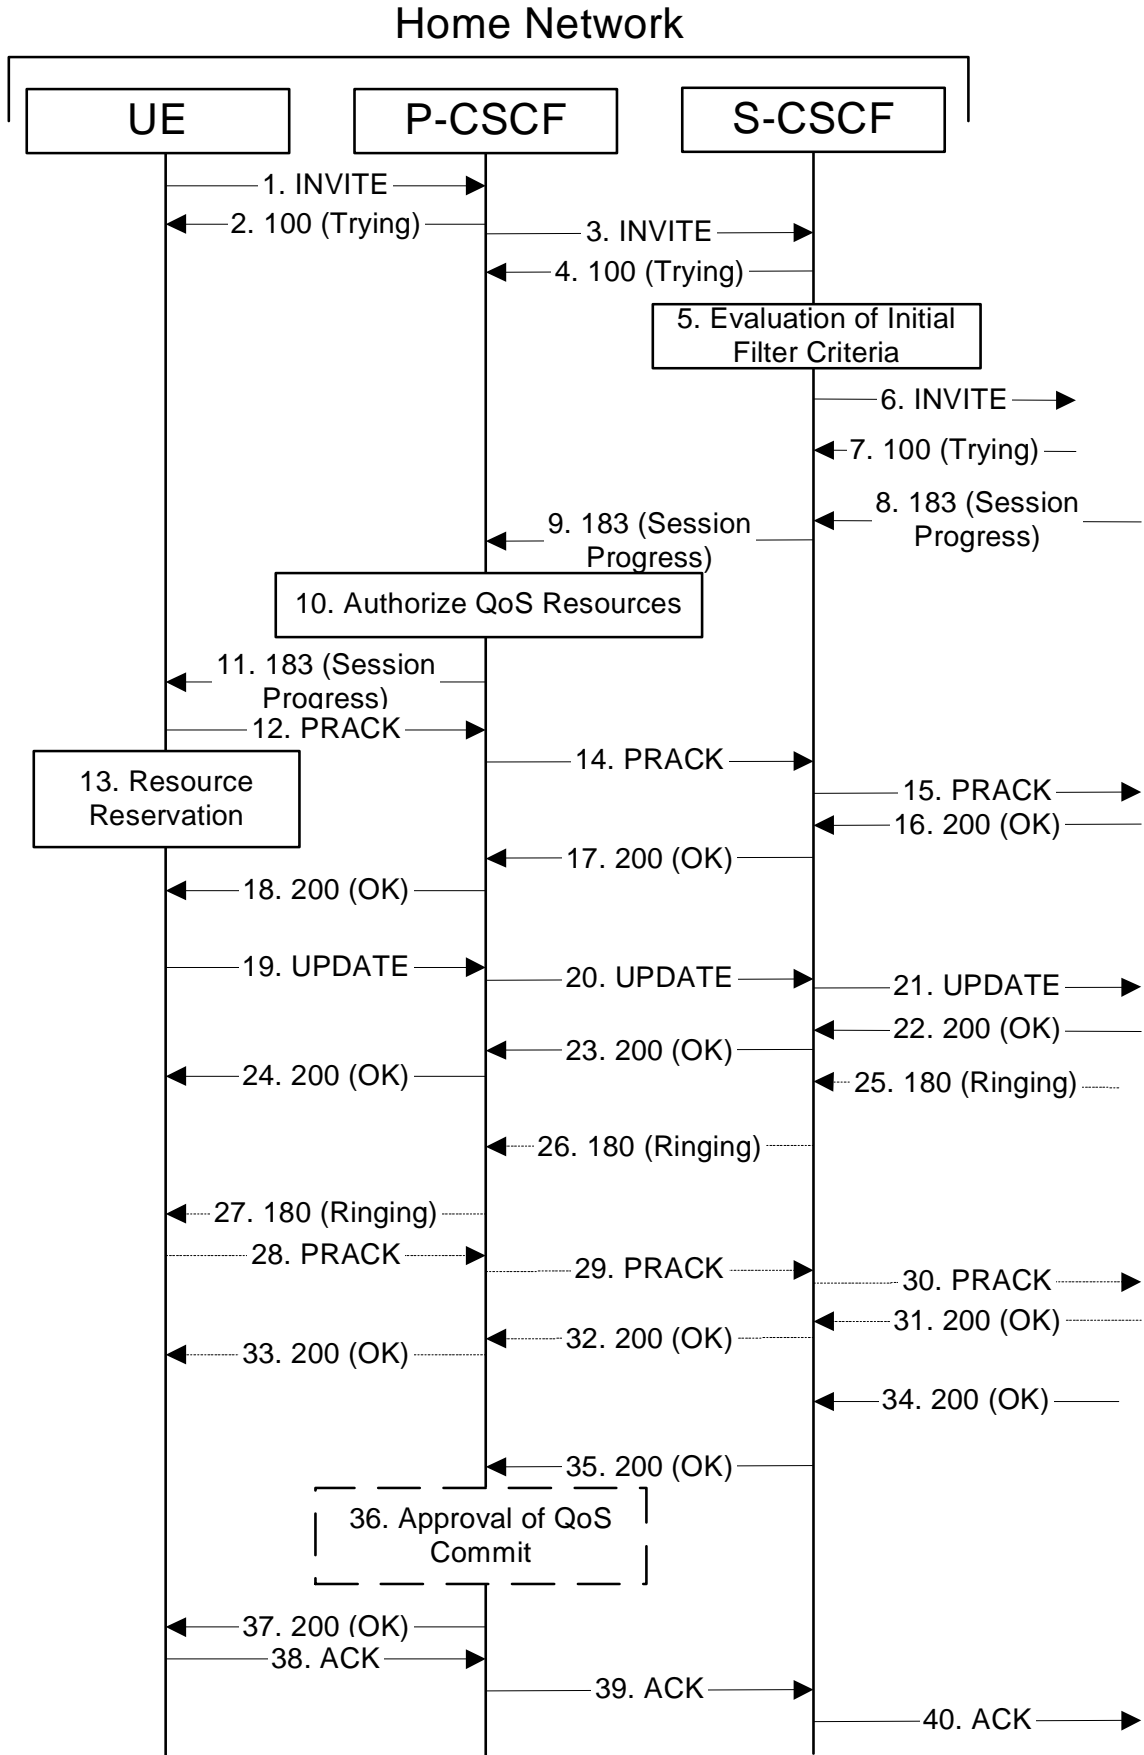 Home Network
UE
P-CSCF
S-CSCF
1. INVITE
2. 100 (Trying)
3. INVITE
4. 100 (Trying)
5. Evaluation of Initial
Filter Criteria
6. INVITE
7. 100 (Trying)
8. 183 (Session
Progress)
9. 183 (Session
Progress)
10. Authorize QoS Resources
11. 183 (Session
Progress)
12. PRACK
13. Resource
Reservation
14. PRACK
15. PRACK
16. 200 (OK)
17. 200 (OK)
18. 200 (OK)
19. UPDATE
20. UPDATE
21. UPDATE
22. 200 (OK)
23. 200 (OK)
24. 200 (OK)
25. 180 (Ringing)
26. 180 (Ringing)
27. 180 (Ringing)
28. PRACK
29. PRACK
30. PRACK
31. 200 (OK)
32. 200 (OK)
33. 200 (OK)
34. 200 (OK)
35. 200 (OK)
36. Approval of QoS
Commit
37. 200 (OK)
38. ACK
39. ACK
40. ACK